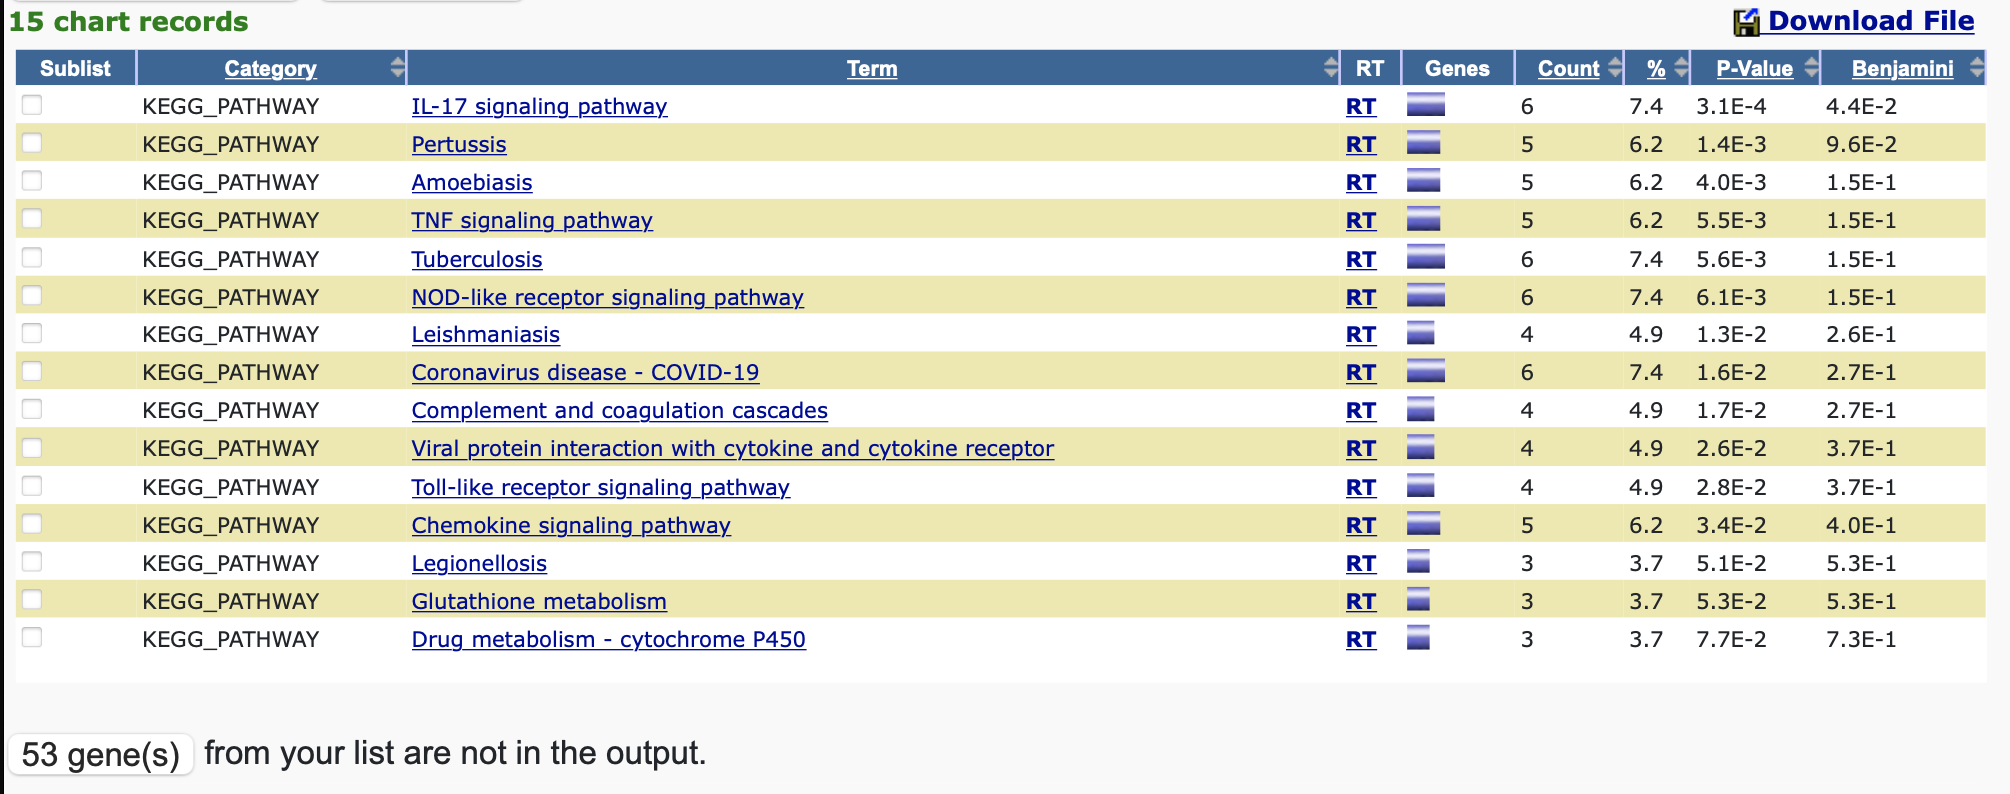 15 chart records Download File
Sublist Category Term RT Genes Count % P-Value Benjamini
KEGG_PATHWAY IL-17 signaling pathway RT 6 7.4 3.1E-4 4.4E-2
KEGG_PATHWAY Pertussis RT 5 6.2 1.4E-3 9.6E-2
KEGG_PATHWAY Amoebiasis RT 5 6.2 4.0E-3 1.5E-1
KEGG_PATHWAY TNF signaling pathway RT 5 6.2 5.5E-3 1.5E-1
KEGG_PATHWAY Tuberculosis RT 6 7.4 5.6E-3 1.5E-1
KEGG_PATHWAY NOD-like receptor signaling pathway RT 6 7.4 6.1E-3 1.5E-1
KEGG_PATHWAY Leishmaniasis RT 4 4.9 1.3E-2 2.6E-1
KEGG_PATHWAY Coronavirus disease - COVID-19 RT 6 7.4 1.6E-2 2.7E-1
KEGG_PATHWAY Complement and coagulation cascades RT 4 4.9 1.7E-2 2.7E-1
KEGG_PATHWAY Viral protein interaction with cytokine and cytokine receptor RT 4 4.9 2.6E-2 3.7E-1
KEGG_PATHWAY Toll-like receptor signaling pathway RT 4 4.9 2.8E-2 3.7E-1
KEGG_PATHWAY Chemokine signaling pathway RT 5 6.2 3.4E-2 4.0E-1
KEGG_PATHWAY Legionellosis RT 3 3.7 5.1E-2 5.3E-1
KEGG_PATHWAY Glutathione metabolism RT 3 3.7 5.3E-2 5.3E-1
KEGG_PATHWAY Drug metabolism - cytochrome P450 RT 3 3.7 7.7E-2 7.3E-1
53 gene(s) from your list are not in the output.